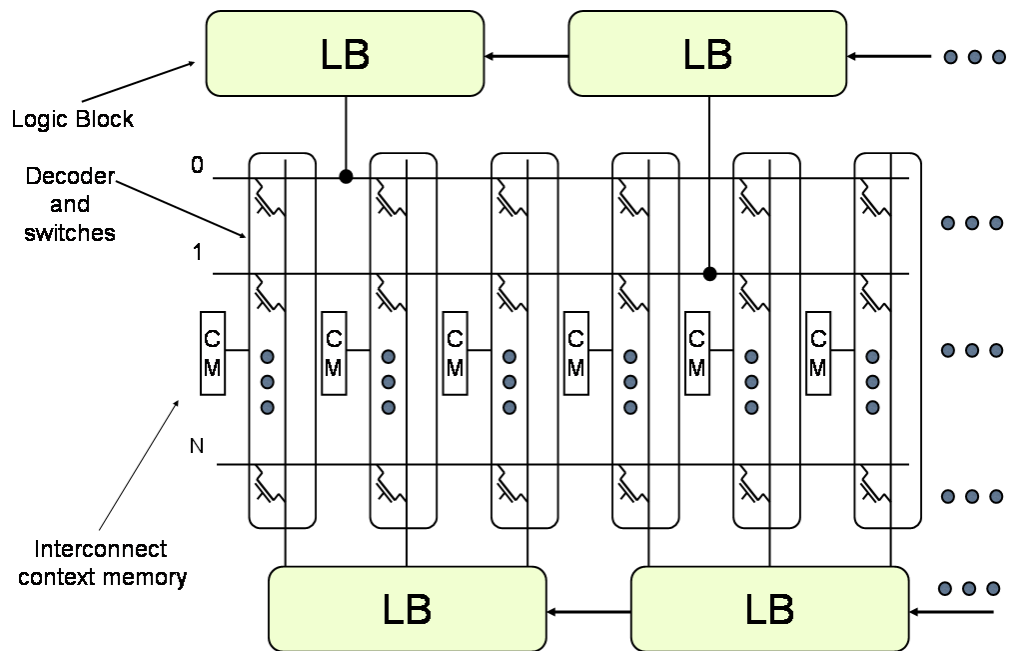 LB
LB
Logic Block
0
Decoder
and
switches
1
C
M
C
M
C
M
C
M
C
M
C
M
N
Interconnect
context memory
LB
LB